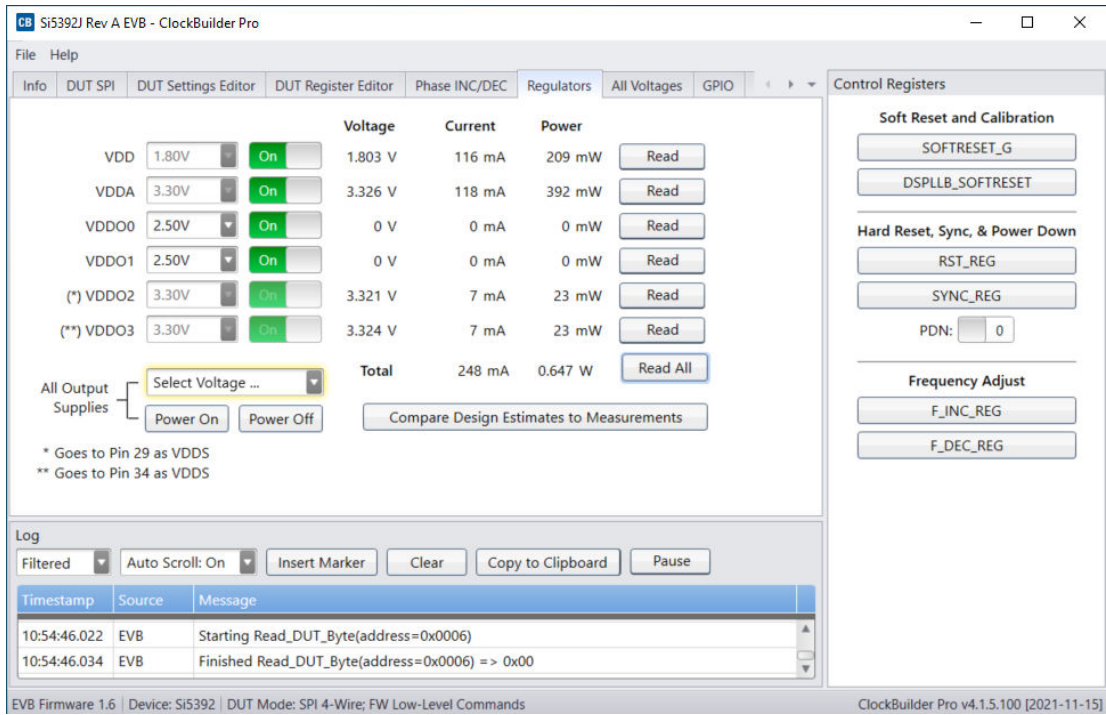 CB Si5392J Rev A EVB - ClockBuilder Pro
File Help
Info DUT SPI DUT Settings Editor DUT Register Editor Phase INC/DEC Regulators All Voltages GPIO
Voltage Current Power
VDD 1.80V On 1.803 V 116 mA 209 mW Read
VDDA 3.30V On 3.326 V 118 mA 392 mW Read
VDDO0 2.50V On 0 V 0 mA 0 mW Read
VDDO1 2.50V On 0 V 0 mA 0 mW Read
(*) VDDO2 3.30V On 3.321 V 7 mA 23 mW Read
(**) VDDO3 3.30V On 3.324 V 7 mA 23 mW Read
Total 248 mA 0.647 W Read All
All Output Supplies
Select Voltage ...
Power On Power Off
Compare Design Estimates to Measurements
* Goes to Pin 29 as VDDS
** Goes to Pin 34 as VDDS
Control Registers
Soft Reset and Calibration
SOFTRESET_G
DSPLLB_SOFTRESET
Hard Reset, Sync, & Power Down
RST_REG
SYNC_REG
PDN: 0
Frequency Adjust
F_INC_REG
F_DEC_REG
Log
Filtered Auto Scroll: On Insert Marker Clear Copy to Clipboard Pause
Timestamp Source Message
10:54:46.022 EVB Starting Read_DUT_Byte(address=0x0006)
10:54:46.034 EVB Finished Read_DUT_Byte(address=0x0006) => 0x00
EVB Firmware 1.6 Device: Si5392 DUT Mode: SPI 4-Wire; FW Low-Level Commands ClockBuilder Pro v4.1.5.100 [2021-11-15]